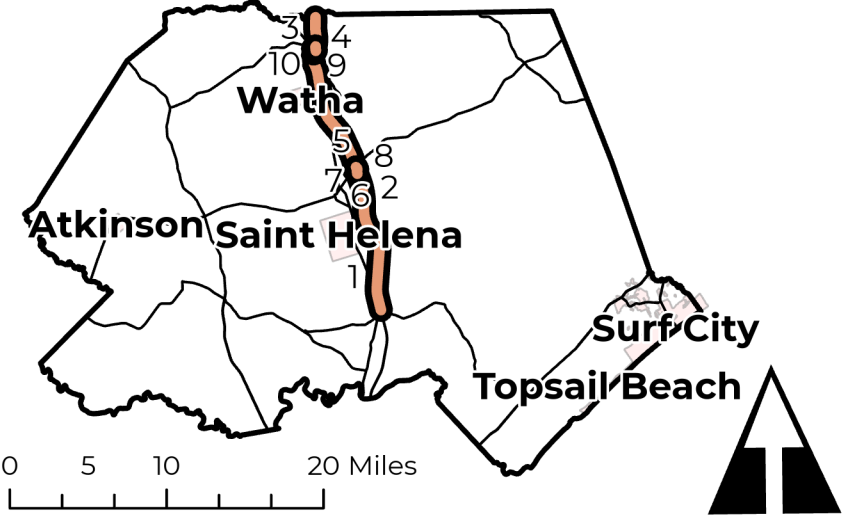 3 4
10 9
Watha
5 8
7 6 2
Atkinson
Saint Helena
1
Surf City
Topsail Beach
0 5 10 20 Miles